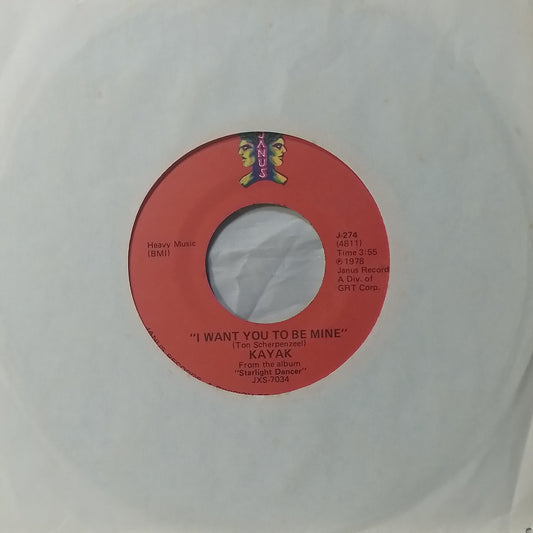 JANUS
Heavy Music
(BMI)
J-274
(4811)
Time 3:55
℗ 1978
Janus Record
A Div. of
GRT Corp.
"I WANT YOU TO BE MINE"
(Ton Scherpenzeel)
KAYAK
From the album
"Starlight Dancer"
JXS-7034